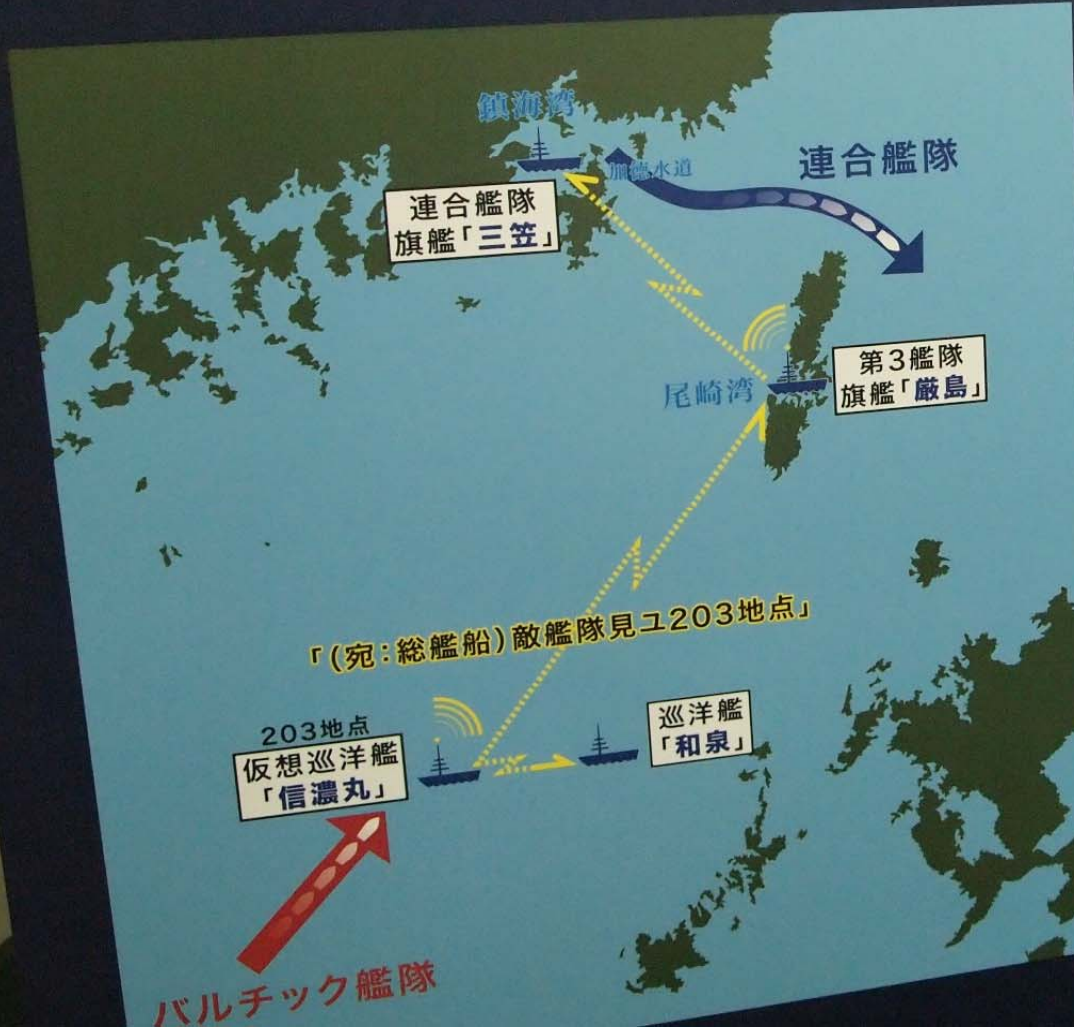 鎮海湾
加徳水道
連合艦隊
連合艦隊
旗艦「三笠」
第3艦隊
旗艦「厳島」
尾崎湾
「(宛:総艦船)敵艦隊見ユ203地点」
203地点
仮想巡洋艦
「信濃丸」
巡洋艦
「和泉」
バルチック艦隊